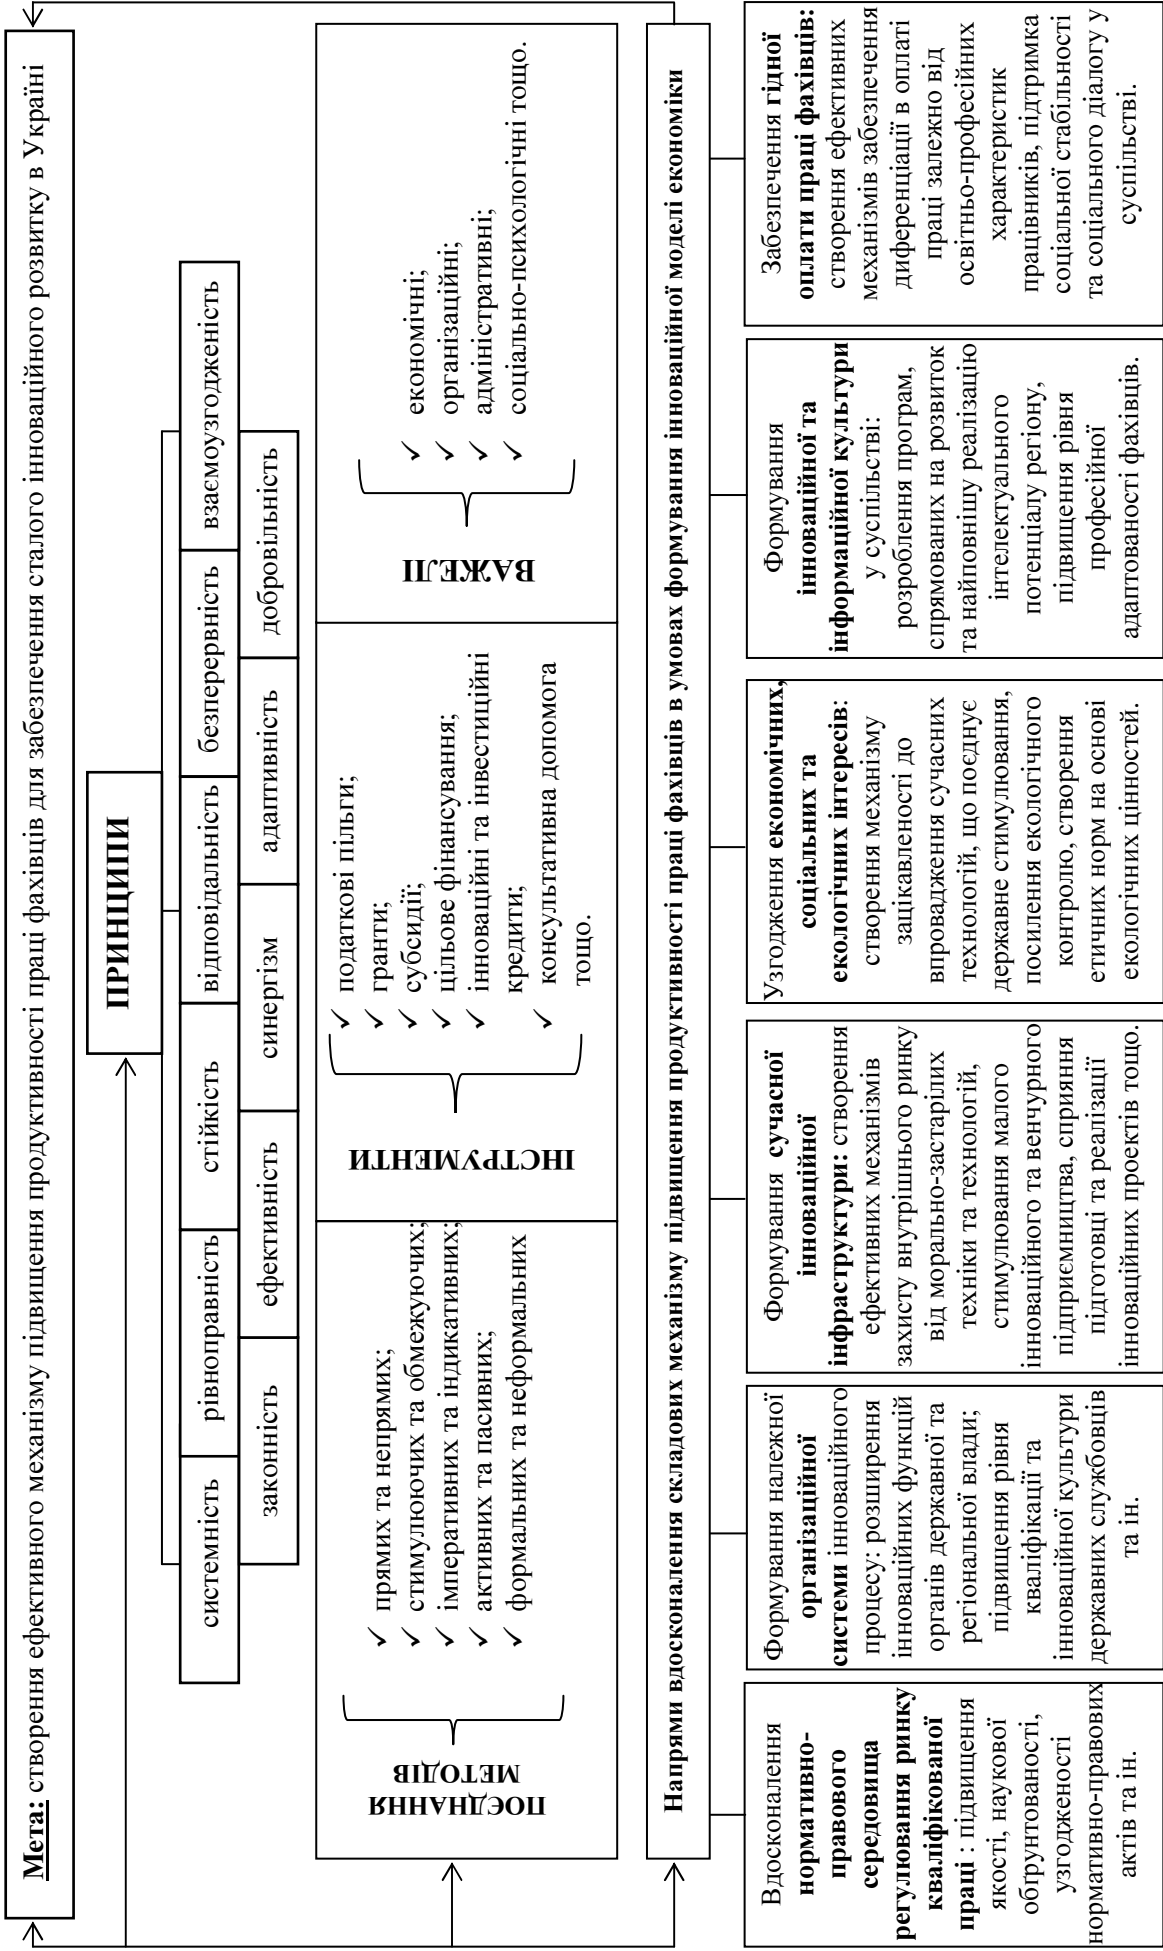 Мета: створення ефективного механізму підвищення продуктивності праці фахівців для забезпечення сталого інноваційного розвитку в Україні
ПРИНЦИПИ
системність
рівноправність
стійкість
відповідальність
безперервність
взаємоузгодженість
законність
ефективність
синергізм
адаптивність
добровільність
ПОЄДНАННЯ
МЕТОДІВ
✓ прямих та непрямих;
✓ стимулюючих та обмежуючих;
✓ імперативних та індикативних;
✓ активних та пасивних;
✓ формальних та неформальних
ІНСТРУМЕНТИ
✓ податкові пільги;
✓ гранти;
✓ субсидії;
✓ цільове фінансування;
✓ інноваційні та інвестиційні
кредити;
✓ консультативна допомога
тощо.
ВАЖЕЛІ
✓ економічні;
✓ організаційні;
✓ адміністративні;
✓ соціально-психологічні тощо.
Напрями вдосконалення складових механізму підвищення продуктивності праці фахівців в умовах формування інноваційної моделі економіки
Вдосконалення
нормативно-
правового
середовища
регулювання ринку
кваліфікованої
праці : підвищення
якості, наукової
обґрунтованості,
узгодженості
нормативно-правових
актів та ін.
Формування належної
організаційної
системи інноваційного
процесу: розширення
інноваційних функцій
органів державної та
регіональної влади;
підвищення рівня
кваліфікації та
інноваційної культури
державних службовців
та ін.
Формування сучасної
інноваційної
інфраструктури: створення
ефективних механізмів
захисту внутрішнього ринку
від морально-застарілих
техніки та технологій,
стимулювання малого
інноваційного та венчурного
підприємництва, сприяння
підготовці та реалізації
інноваційних проектів тощо.
Узгодження економічних,
соціальних та
екологічних інтересів:
створення механізму
зацікавленості до
впровадження сучасних
технологій, що поєднує
державне стимулювання,
посилення екологічного
контролю, створення
етичних норм на основі
екологічних цінностей.
Формування
інноваційної та
інформаційної культури
у суспільстві:
розроблення програм,
спрямованих на розвиток
та найповнішу реалізацію
інтелектуального
потенціалу регіону,
підвищення рівня
професійної
адаптованості фахівців.
Забезпечення гідної
оплати праці фахівців:
створення ефективних
механізмів забезпечення
диференціації в оплаті
праці залежно від
освітньо-професійних
характеристик
працівників, підтримка
соціальної стабільності
та соціального діалогу у
суспільстві.